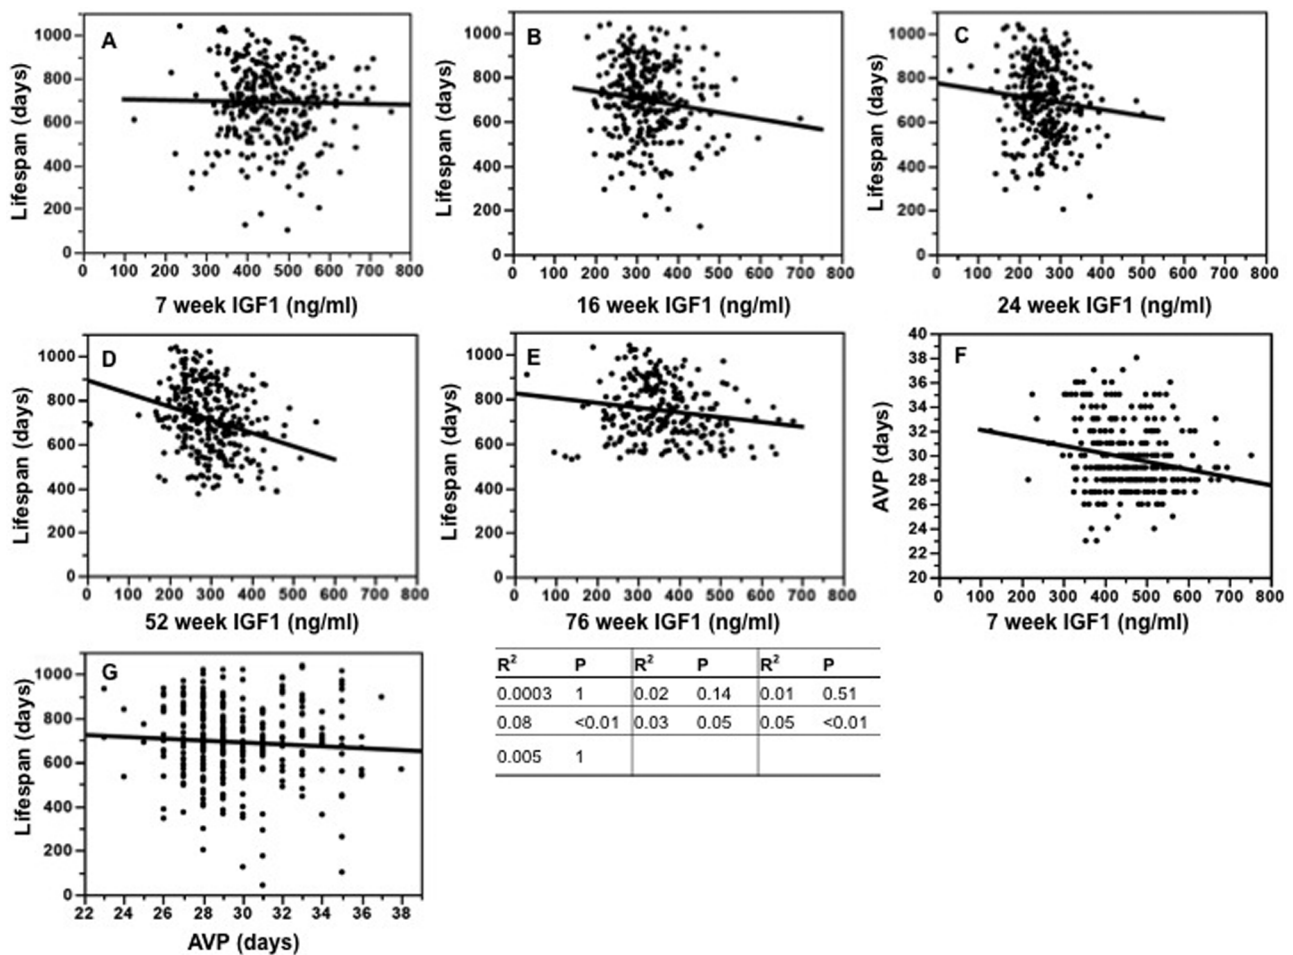 A
Lifespan (days)
1000
800
600
400
200
0
0 100 200 300 400 500 600 700 800
7 week IGF1 (ng/ml)
B
Lifespan (days)
1000
800
600
400
200
0
0 100 200 300 400 500 600 700 800
16 week IGF1 (ng/ml)
C
Lifespan (days)
1000
800
600
400
200
0
0 100 200 300 400 500 600 700 800
24 week IGF1 (ng/ml)
D
Lifespan (days)
1000
800
600
400
200
0
0 100 200 300 400 500 600 700 800
52 week IGF1 (ng/ml)
E
Lifespan (days)
1000
800
600
400
200
0
0 100 200 300 400 500 600 700 800
76 week IGF1 (ng/ml)
F
AVP (days)
40
38
36
34
32
30
28
26
24
22
20
0 100 200 300 400 500 600 700 800
7 week IGF1 (ng/ml)
G
Lifespan (days)
1000
800
600
400
200
0
22 24 26 28 30 32 34 36 38
AVP (days)
R² P R² P R² P
0.0003 1 0.02 0.14 0.01 0.51
0.08 <0.01 0.03 0.05 0.05 <0.01
0.005 1